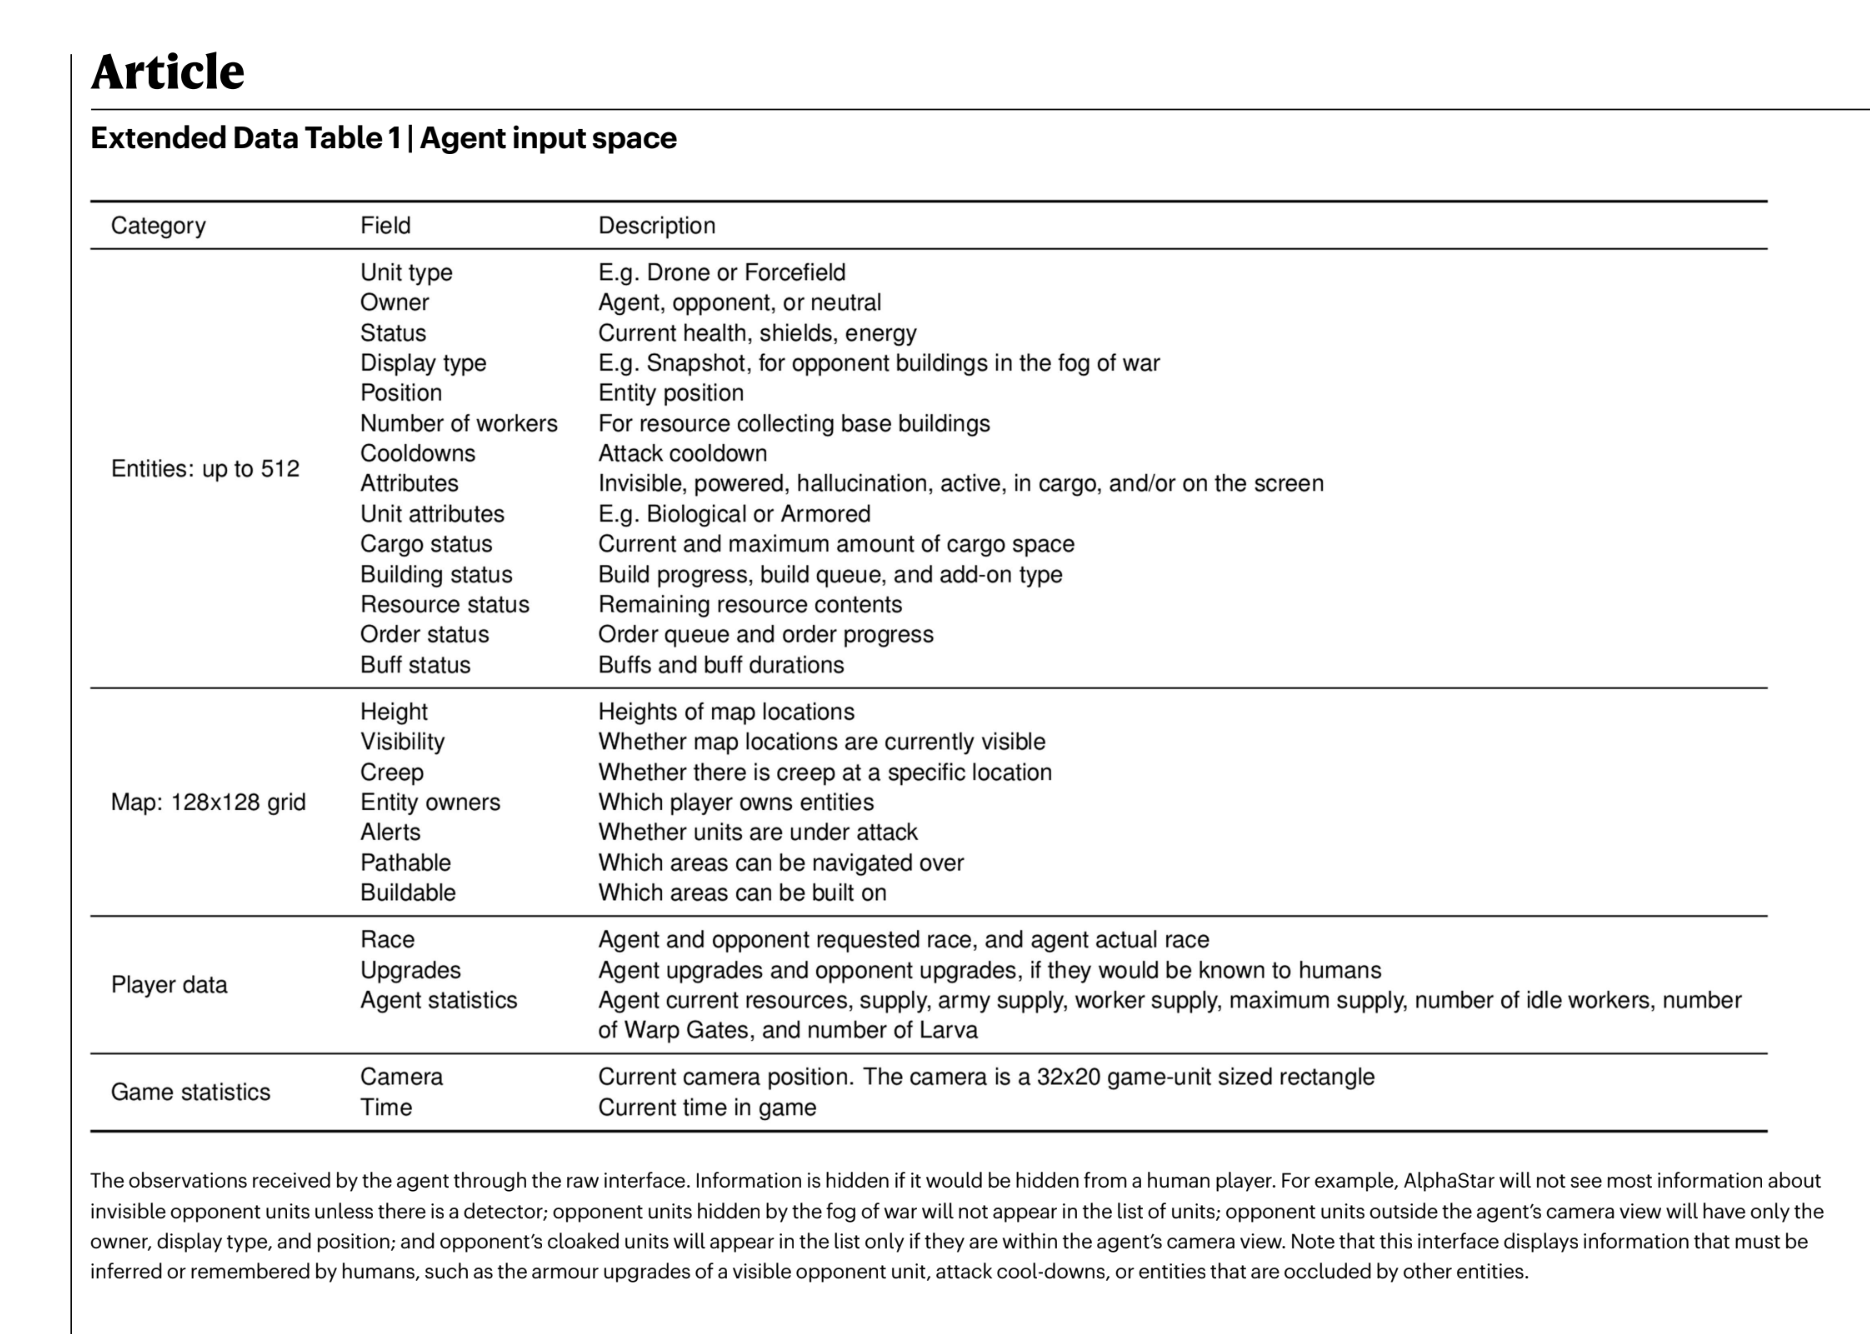 Article
Extended Data Table 1 | Agent input space
Category Field Description
Unit type E.g. Drone or Forcefield
Owner Agent, opponent, or neutral
Status Current health, shields, energy
Display type E.g. Snapshot, for opponent buildings in the fog of war
Position Entity position
Number of workers For resource collecting base buildings
Cooldowns Attack cooldown
Entities: up to 512
Attributes Invisible, powered, hallucination, active, in cargo, and/or on the screen
Unit attributes E.g. Biological or Armored
Cargo status Current and maximum amount of cargo space
Building status Build progress, build queue, and add-on type
Resource status Remaining resource contents
Order status Order queue and order progress
Buff status Buffs and buff durations
Height Heights of map locations
Visibility Whether map locations are currently visible
Creep Whether there is creep at a specific location
Map: 128x128 grid Entity owners Which player owns entities
Alerts Whether units are under attack
Pathable Which areas can be navigated over
Buildable Which areas can be built on
Race Agent and opponent requested race, and agent actual race
Upgrades Agent upgrades and opponent upgrades, if they would be known to humans
Player data
Agent statistics Agent current resources, supply, army supply, worker supply, maximum supply, number of idle workers, number
of Warp Gates, and number of Larva
Camera Current camera position. The camera is a 32x20 game-unit sized rectangle
Game statistics
Time Current time in game
The observations received by the agent through the raw interface. Information is hidden if it would be hidden from a human player. For example, AlphaStar will not see most information about
invisible opponent units unless there is a detector; opponent units hidden by the fog of war will not appear in the list of units; opponent units outside the agent's camera view will have only the
owner, display type, and position; and opponent's cloaked units will appear in the list only if they are within the agent's camera view. Note that this interface displays information that must be
inferred or remembered by humans, such as the armour upgrades of a visible opponent unit, attack cool-downs, or entities that are occluded by other entities.